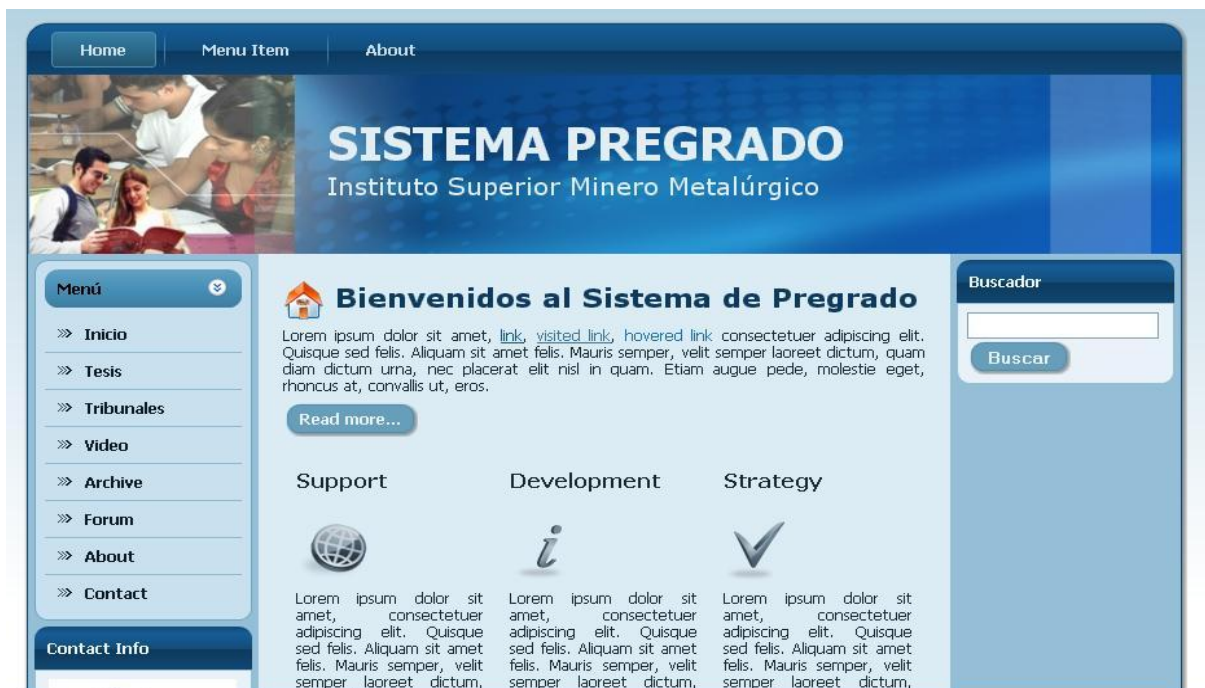 Home Menu Item About
SISTEMA PREGRADO
Instituto Superior Minero Metalúrgico
Menú
Inicio
Tesis
Tribunales
Video
Archive
Forum
About
Contact
Contact Info
Bienvenidos al Sistema de Pregrado
Lorem ipsum dolor sit amet, link, visited link, hovered link consectetuer adipiscing elit.
Quisque sed felis. Aliquam sit amet felis. Mauris semper, velit semper laoreet dictum, quam
diam dictum urna, nec placerat elit nisl in quam. Etiam augue pede, molestie eget,
rhoncus at, convallis ut, eros.
Read more...
Support
Lorem ipsum dolor sit
amet, consectetuer
adipiscing elit. Quisque
sed felis. Aliquam sit amet
felis. Mauris semper, velit
semper laoreet dictum,
Development
Lorem ipsum dolor sit
amet, consectetuer
adipiscing elit. Quisque
sed felis. Aliquam sit amet
felis. Mauris semper, velit
semper laoreet dictum,
Strategy
Lorem ipsum dolor sit
amet, consectetuer
adipiscing elit. Quisque
sed felis. Aliquam sit amet
felis. Mauris semper, velit
semper laoreet dictum,
Buscador
Buscar